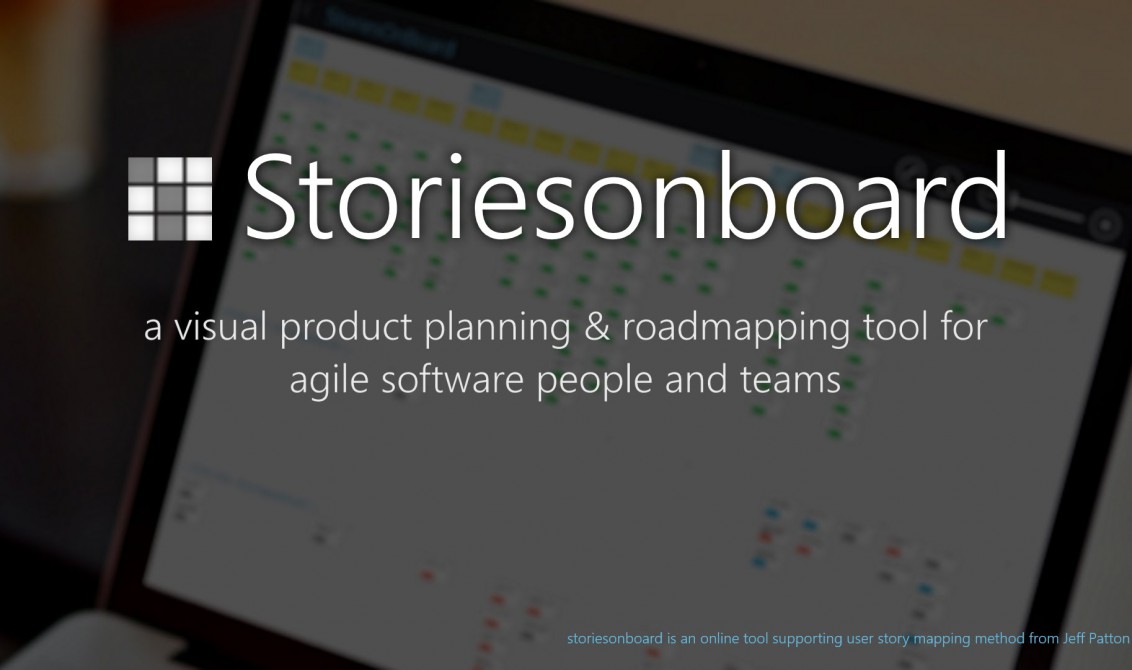 Storiesonboard
a visual product planning & roadmapping tool for
agile software people and teams
storiesonboard is an online tool supporting user story mapping method from Jeff Patton